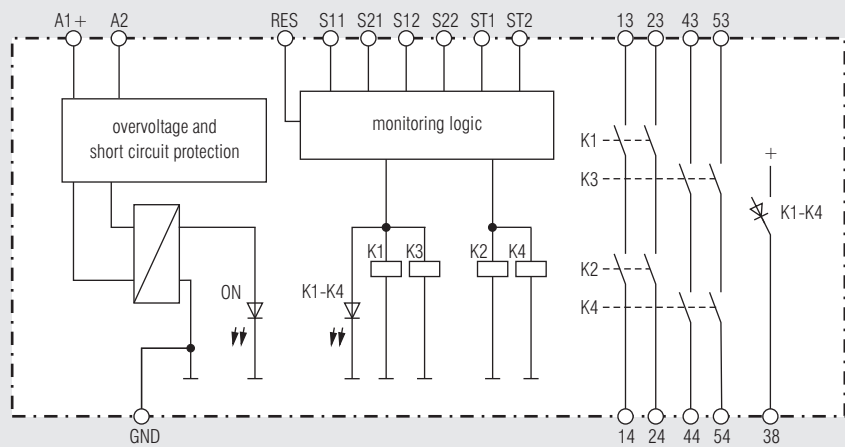 A1+ A2 RES S11 S21 S12 S22 ST1 ST2 13 23 43 53
overvoltage and
short circuit protection
monitoring logic
K1
K3
+
K1-K4
K1 K3 K2 K4
K2
ON K1-K4
K4
GND 14 24 44 54 38